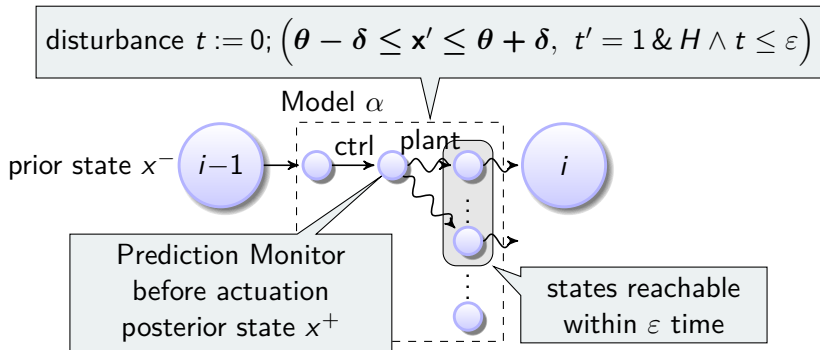 disturbance t := 0; (θ − δ ≤ x′ ≤ θ + δ, t′ = 1 & H ∧ t ≤ ε)
Model α
ctrl
plant
prior state x⁻
i−1
i
Prediction Monitor
before actuation
posterior state x⁺
states reachable
within ε time